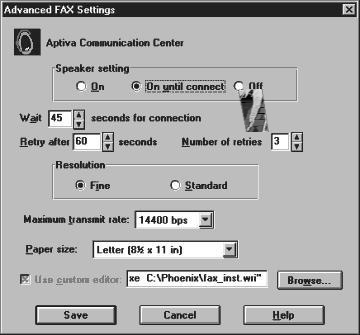 Advanced FAX Settings
Aptiva Communication Center
Speaker setting
On On until connect Off
Wait 45 seconds for connection
Retry after 60 seconds Number of retries 3
Resolution
Fine Standard
Maximum transmit rate: 14400 bps
Paper size: Letter (8½ x 11 in)
Use custom editor: xe C:\Phoenix\fax_inst.wri" Browse...
Save Cancel Help